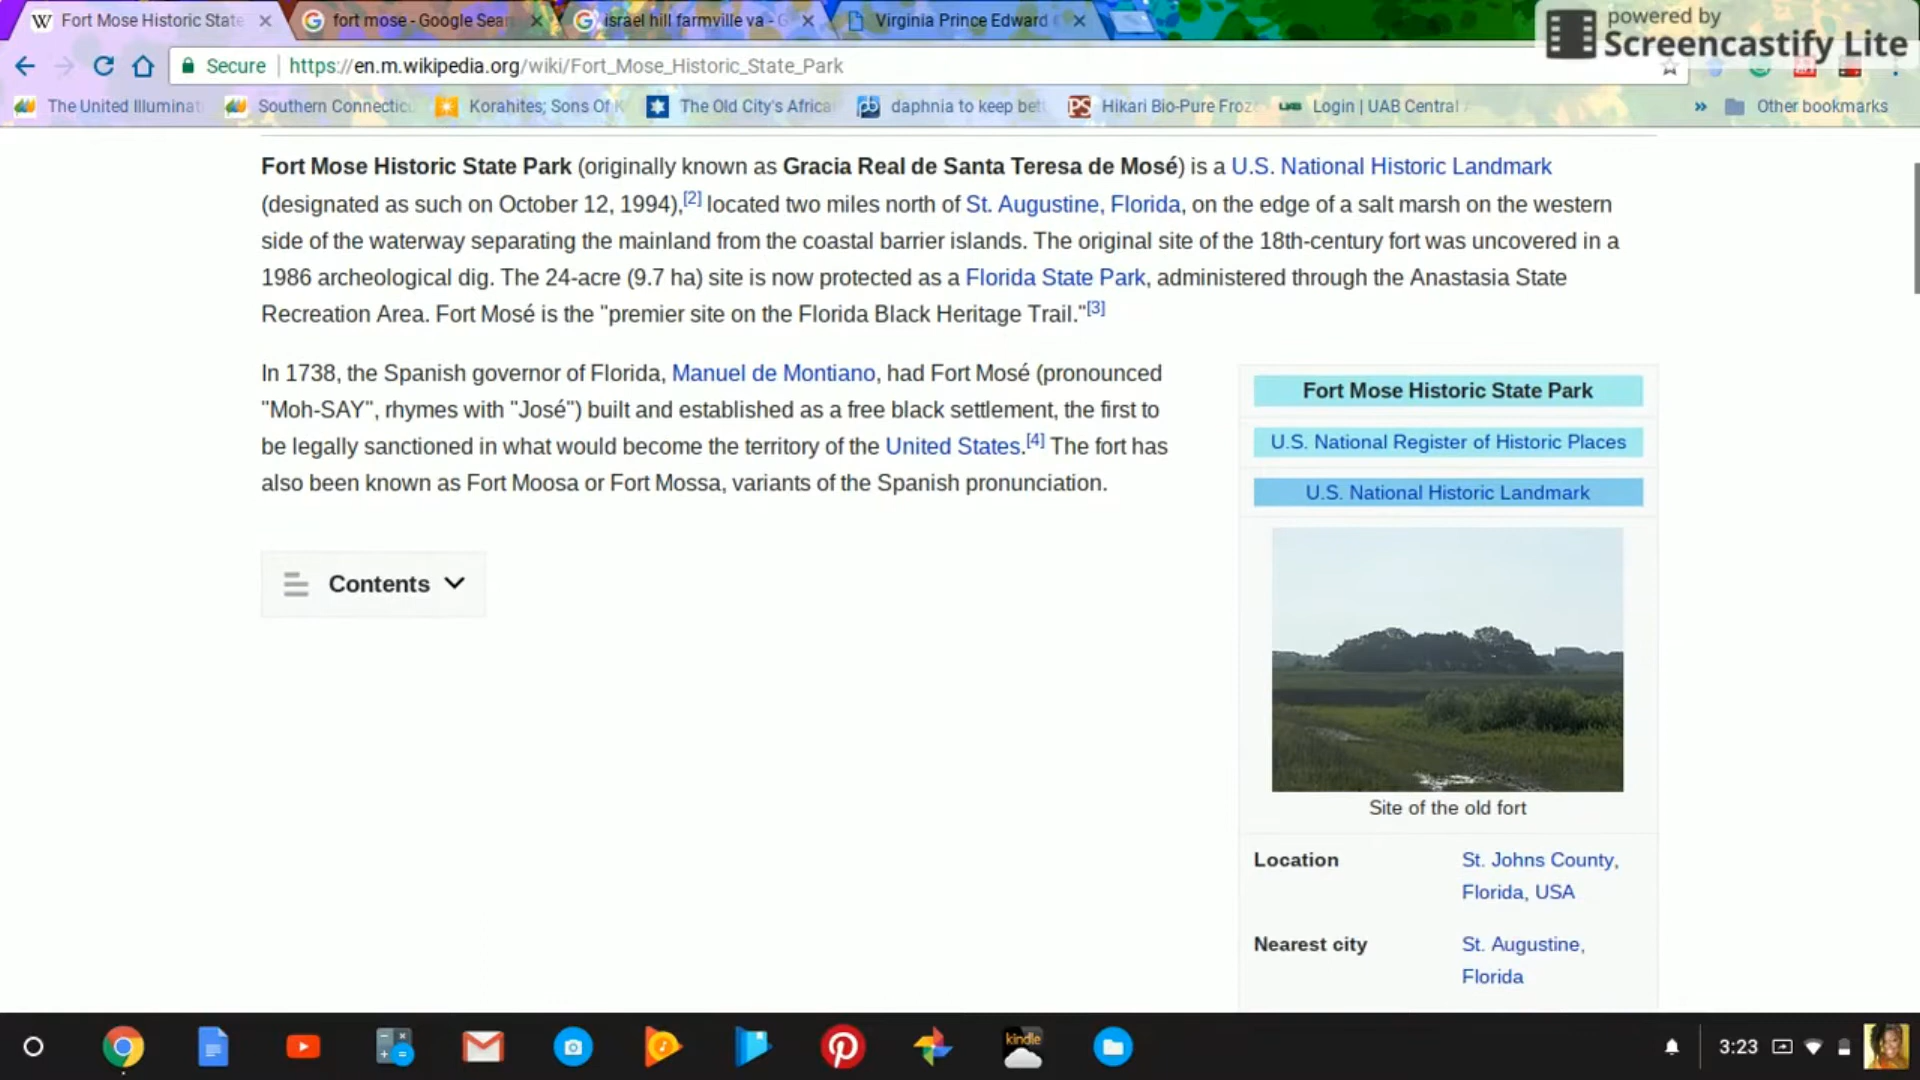 Fort Mose Historic State
fort mose - Google Sear
israel hill farmville va - G
Virginia Prince Edward
powered by
Screencastify Lite
Secure
https://en.m.wikipedia.org/wiki/Fort_Mose_Historic_State_Park
The United Illuminat
Southern Connectic
Korahites; Sons Of K
The Old City's Africa
daphnia to keep bet
Hikari Bio-Pure Froz
Login | UAB Central
»
Other bookmarks
Fort Mose Historic State Park (originally known as Gracia Real de Santa Teresa de Mosé) is a U.S. National Historic Landmark
(designated as such on October 12, 1994),[2] located two miles north of St. Augustine, Florida, on the edge of a salt marsh on the western
side of the waterway separating the mainland from the coastal barrier islands. The original site of the 18th-century fort was uncovered in a
1986 archeological dig. The 24-acre (9.7 ha) site is now protected as a Florida State Park, administered through the Anastasia State
Recreation Area. Fort Mosé is the "premier site on the Florida Black Heritage Trail."[3]
In 1738, the Spanish governor of Florida, Manuel de Montiano, had Fort Mosé (pronounced
"Moh-SAY", rhymes with "José") built and established as a free black settlement, the first to
be legally sanctioned in what would become the territory of the United States.[4] The fort has
also been known as Fort Moosa or Fort Mossa, variants of the Spanish pronunciation.
Contents
Fort Mose Historic State Park
U.S. National Register of Historic Places
U.S. National Historic Landmark
Site of the old fort
Location
St. Johns County,
Florida, USA
Nearest city
St. Augustine,
Florida
kindle
3:23